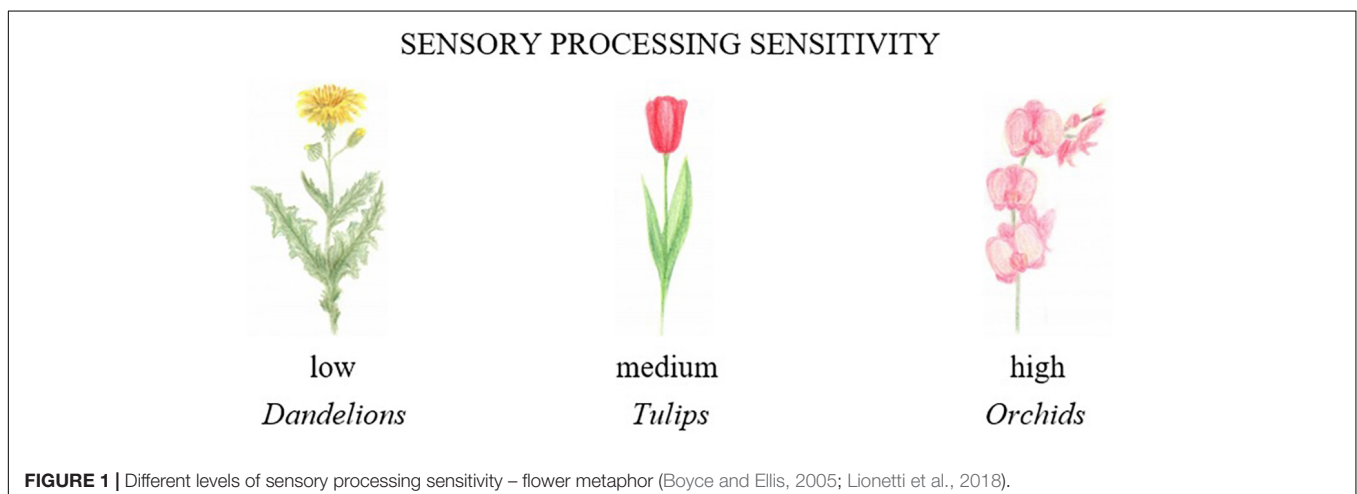 SENSORY PROCESSING SENSITIVITY
low medium high
Dandelions Tulips Orchids
FIGURE 1 | Different levels of sensory processing sensitivity – flower metaphor (Boyce and Ellis, 2005; Lionetti et al., 2018).